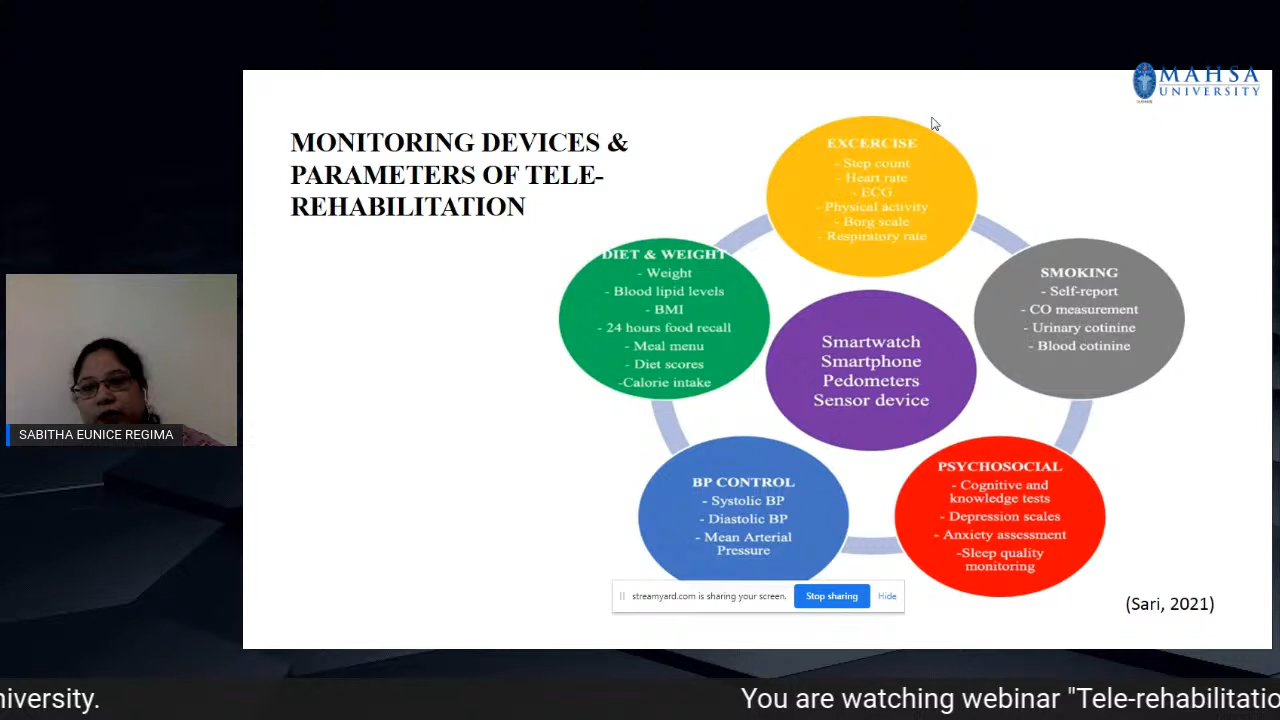 MAHSA
UNIVERSITY
MONITORING DEVICES &
PARAMETERS OF TELE-
REHABILITATION
EXCERCISE
- Step count
- Heart rate
- ECG
- Physical activity
- Borg scale
- Respiratory rate
DIET & WEIGHT
- Weight
- Blood lipid levels
- BMI
- 24 hours food recall
- Meal menu
- Diet scores
-Calorie intake
SMOKING
- Self-report
- CO measurement
- Urinary cotinine
- Blood cotinine
Smartwatch
Smartphone
Pedometers
Sensor device
BP CONTROL
- Systolic BP
- Diastolic BP
- Mean Arterial
Pressure
PSYCHOSOCIAL
- Cognitive and
knowledge tests
- Depression scales
- Anxiety assessment
-Sleep quality
monitoring
SABITHA EUNICE REGIMA
streamyard.com is sharing your screen.
Stop sharing
Hide
(Sari, 2021)
niversity.
You are watching webinar "Tele-rehabilitatio